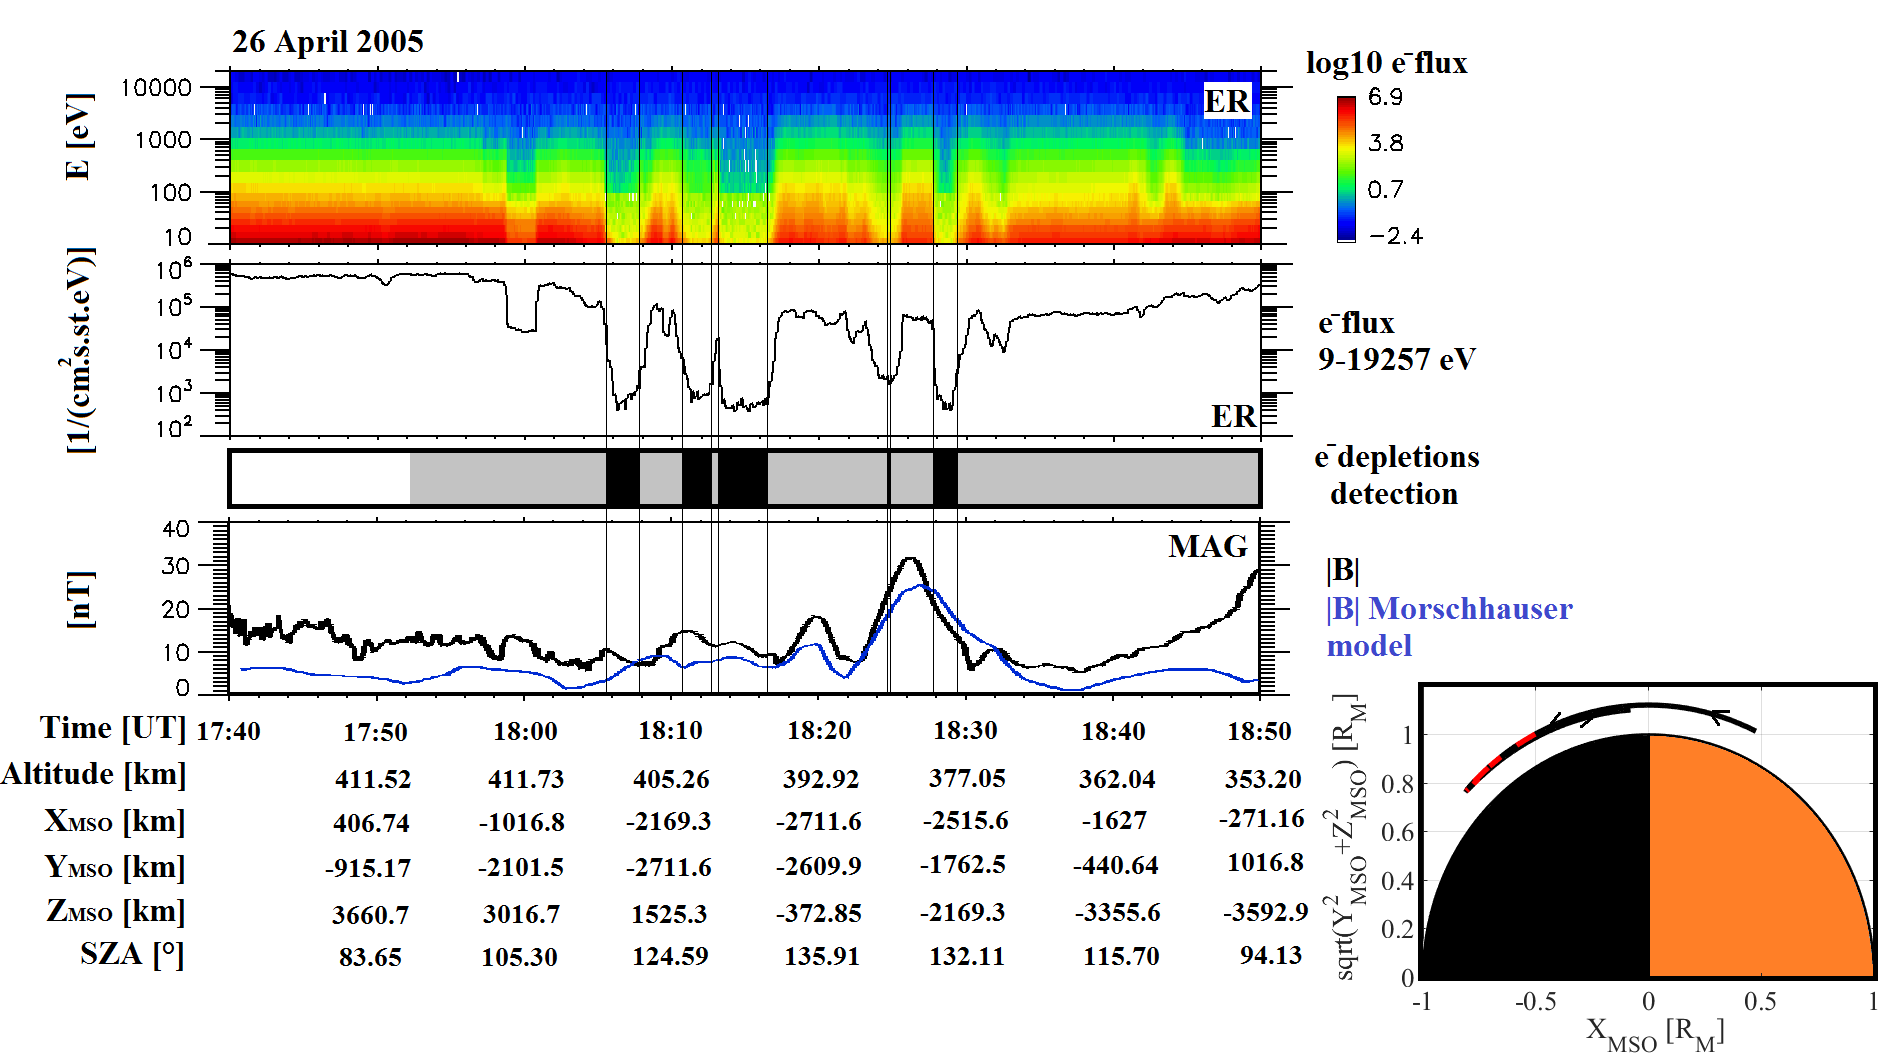 26 April 2005
E [eV]
10000
1000
100
10
ER
log10 e⁻flux
6.9
3.8
0.7
−2.4
[1/(cm².s.st.eV)]
10⁶
10⁵
10⁴
10³
10²
ER
e⁻flux
9-19257 eV
e⁻depletions
detection
[nT]
40
30
20
10
0
MAG
|B|
|B| Morschhauser
model
Time [UT] 17:40 17:50 18:00 18:10 18:20 18:30 18:40 18:50
Altitude [km] 411.52 411.73 405.26 392.92 377.05 362.04 353.20
XMSO [km] 406.74 -1016.8 -2169.3 -2711.6 -2515.6 -1627 -271.16
YMSO [km] -915.17 -2101.5 -2711.6 -2609.9 -1762.5 -440.64 1016.8
ZMSO [km] 3660.7 3016.7 1525.3 -372.85 -2169.3 -3355.6 -3592.9
SZA [°] 83.65 105.30 124.59 135.91 132.11 115.70 94.13
sqrt(Y²MSO+Z²MSO) [RM]
1
0.8
0.6
0.4
0.2
0
-1 -0.5 0 0.5 1
XMSO [RM]